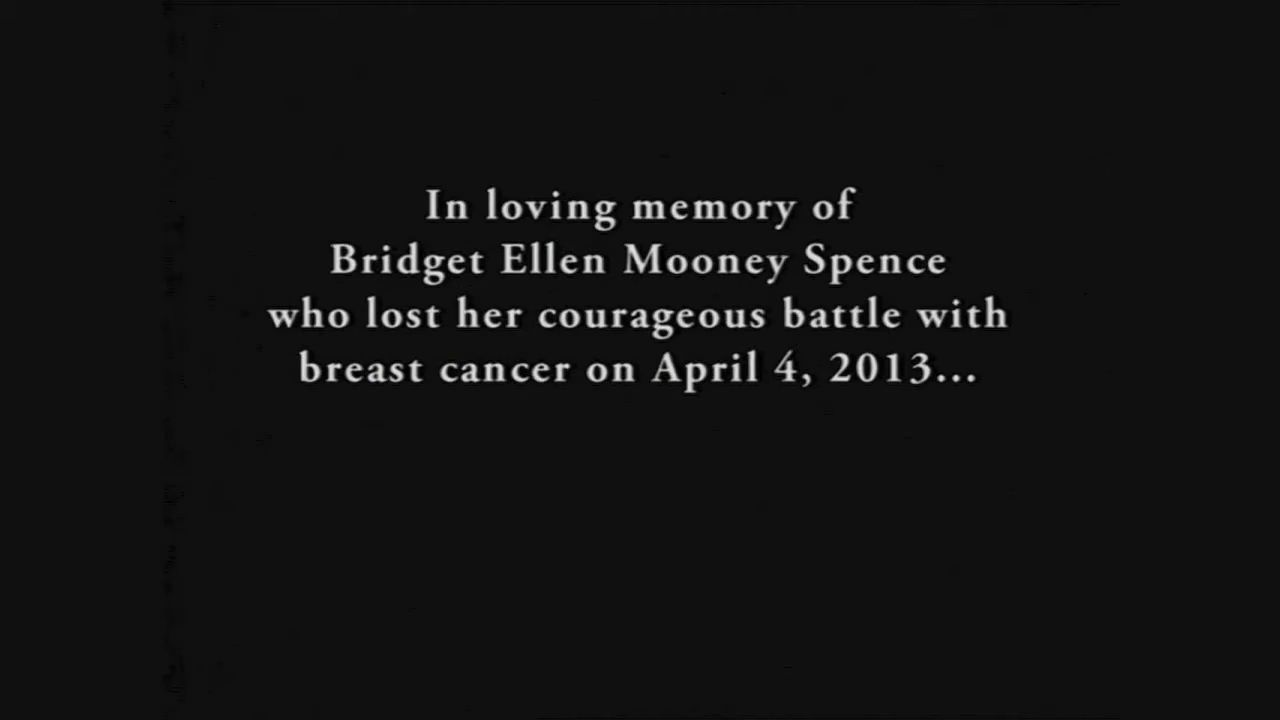 In loving memory of
Bridget Ellen Mooney Spence
who lost her courageous battle with
breast cancer on April 4, 2013...